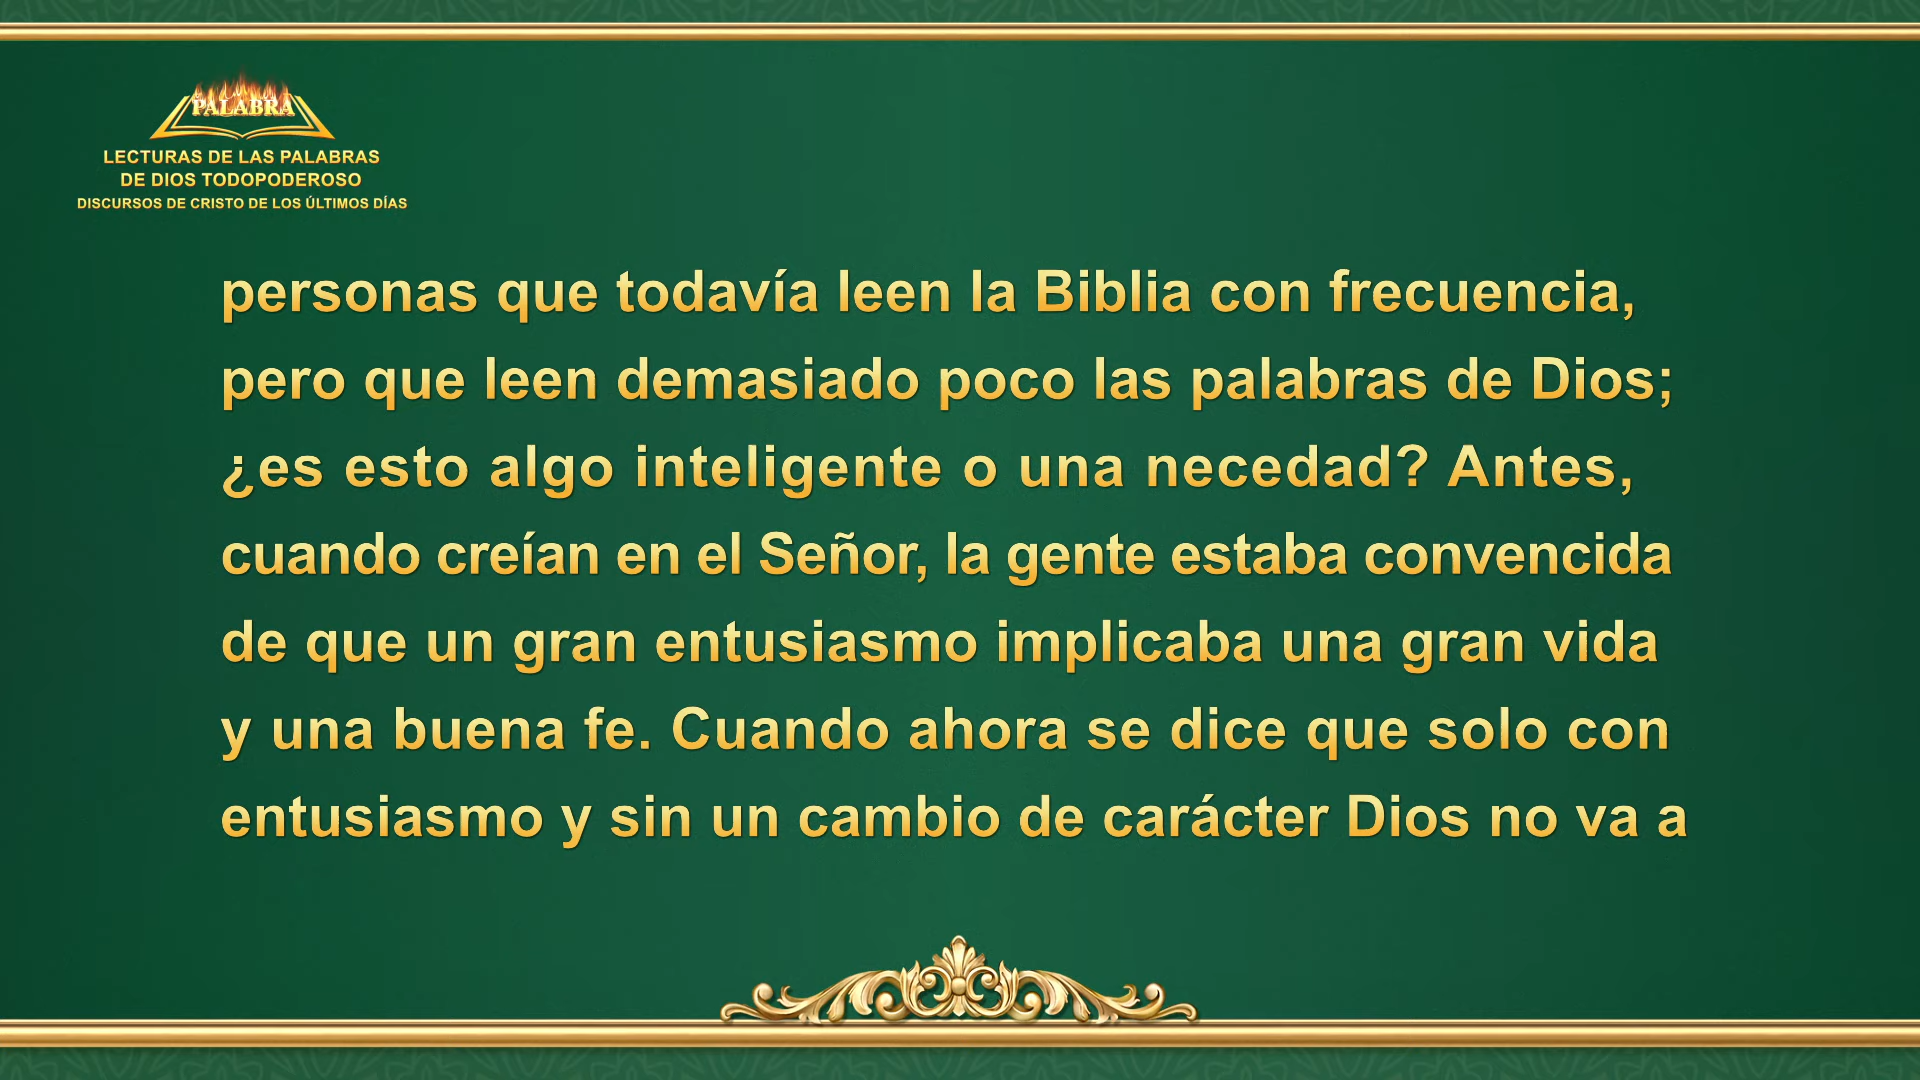 PALABRA
LECTURAS DE LAS PALABRAS
DE DIOS TODOPODEROSO
DISCURSOS DE CRISTO DE LOS ÚLTIMOS DÍAS
personas que todavía leen la Biblia con frecuencia,
pero que leen demasiado poco las palabras de Dios;
¿es esto algo inteligente o una necedad? Antes,
cuando creían en el Señor, la gente estaba convencida
de que un gran entusiasmo implicaba una gran vida
y una buena fe. Cuando ahora se dice que solo con
entusiasmo y sin un cambio de carácter Dios no va a